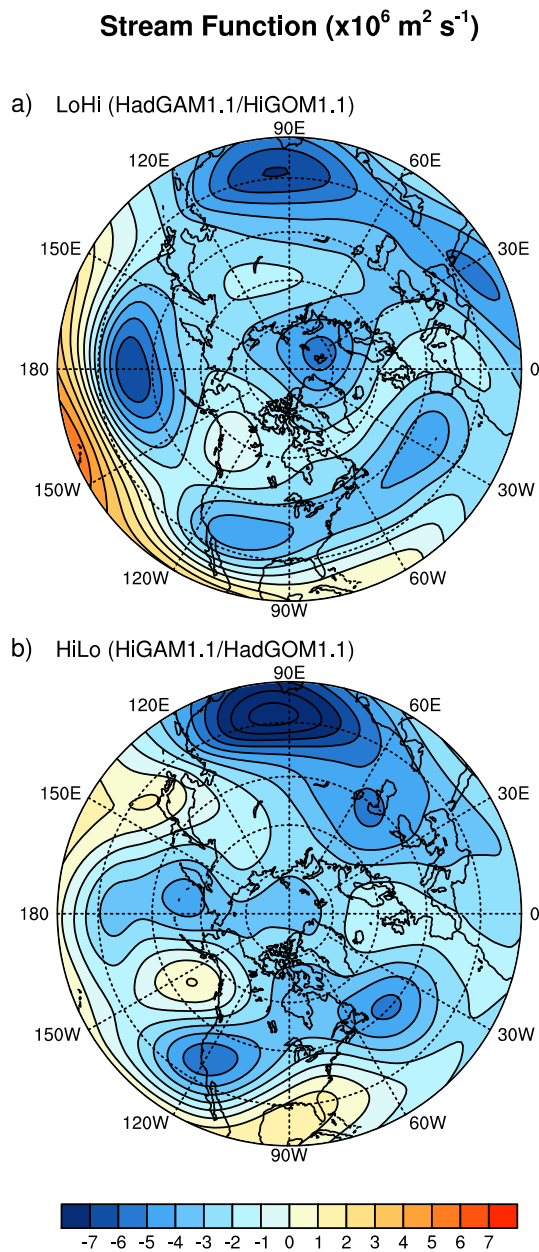 Stream Function (x10⁶ m² s⁻¹)
a) LoHi (HadGAM1.1/HiGOM1.1)
90E
120E 60E
150E 30E
180 0
150W 30W
120W 60W
90W
b) HiLo (HiGAM1.1/HadGOM1.1)
90E
120E 60E
150E 30E
180 0
150W 30W
120W 60W
90W
-7 -6 -5 -4 -3 -2 -1 0 1 2 3 4 5 6 7